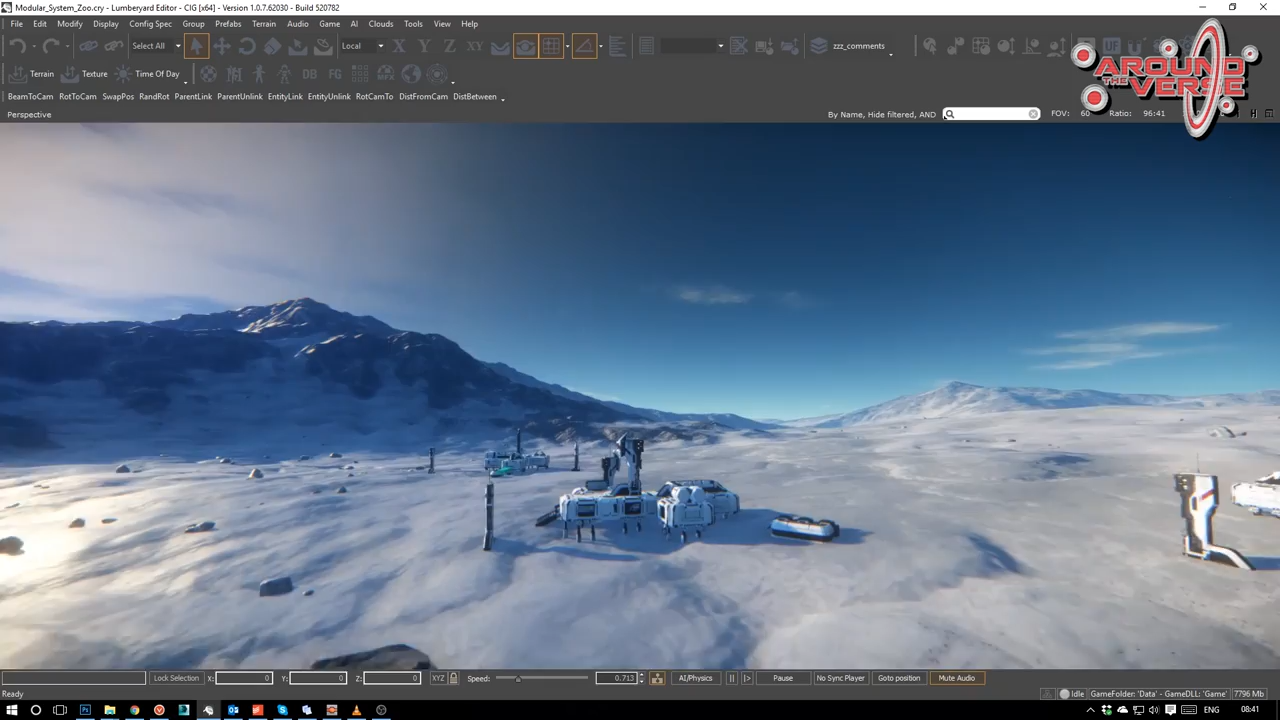 Modular_System_Zoo.cry - Lumberyard Editor - CIG [x64] - Version 1.0.7.62030 - Build 520782
File Edit Modify Display Config Spec Group Prefabs Terrain Audio Game AI Clouds Tools View Help
Select All Local X Y Z XY zzz_comments UF
Terrain Texture Time Of Day DB FG
BeamToCam RotToCam SwapPos RandRot ParentLink ParentUnlink EntityLink EntityUnlink RotCamTo DistFromCam DistBetween
AROUND THE VERSE
Perspective By Name, Hide filtered, AND FOV: 60 Ratio: 96:41
Lock Selection X: 0 Y: 0 Z: 0 XYZ Speed: 0.713 AI/Physics Pause No Sync Player Goto position Mute Audio
Ready Idle GameFolder: 'Data' - GameDLL: 'Game' 7796 Mb
ENG 08:41